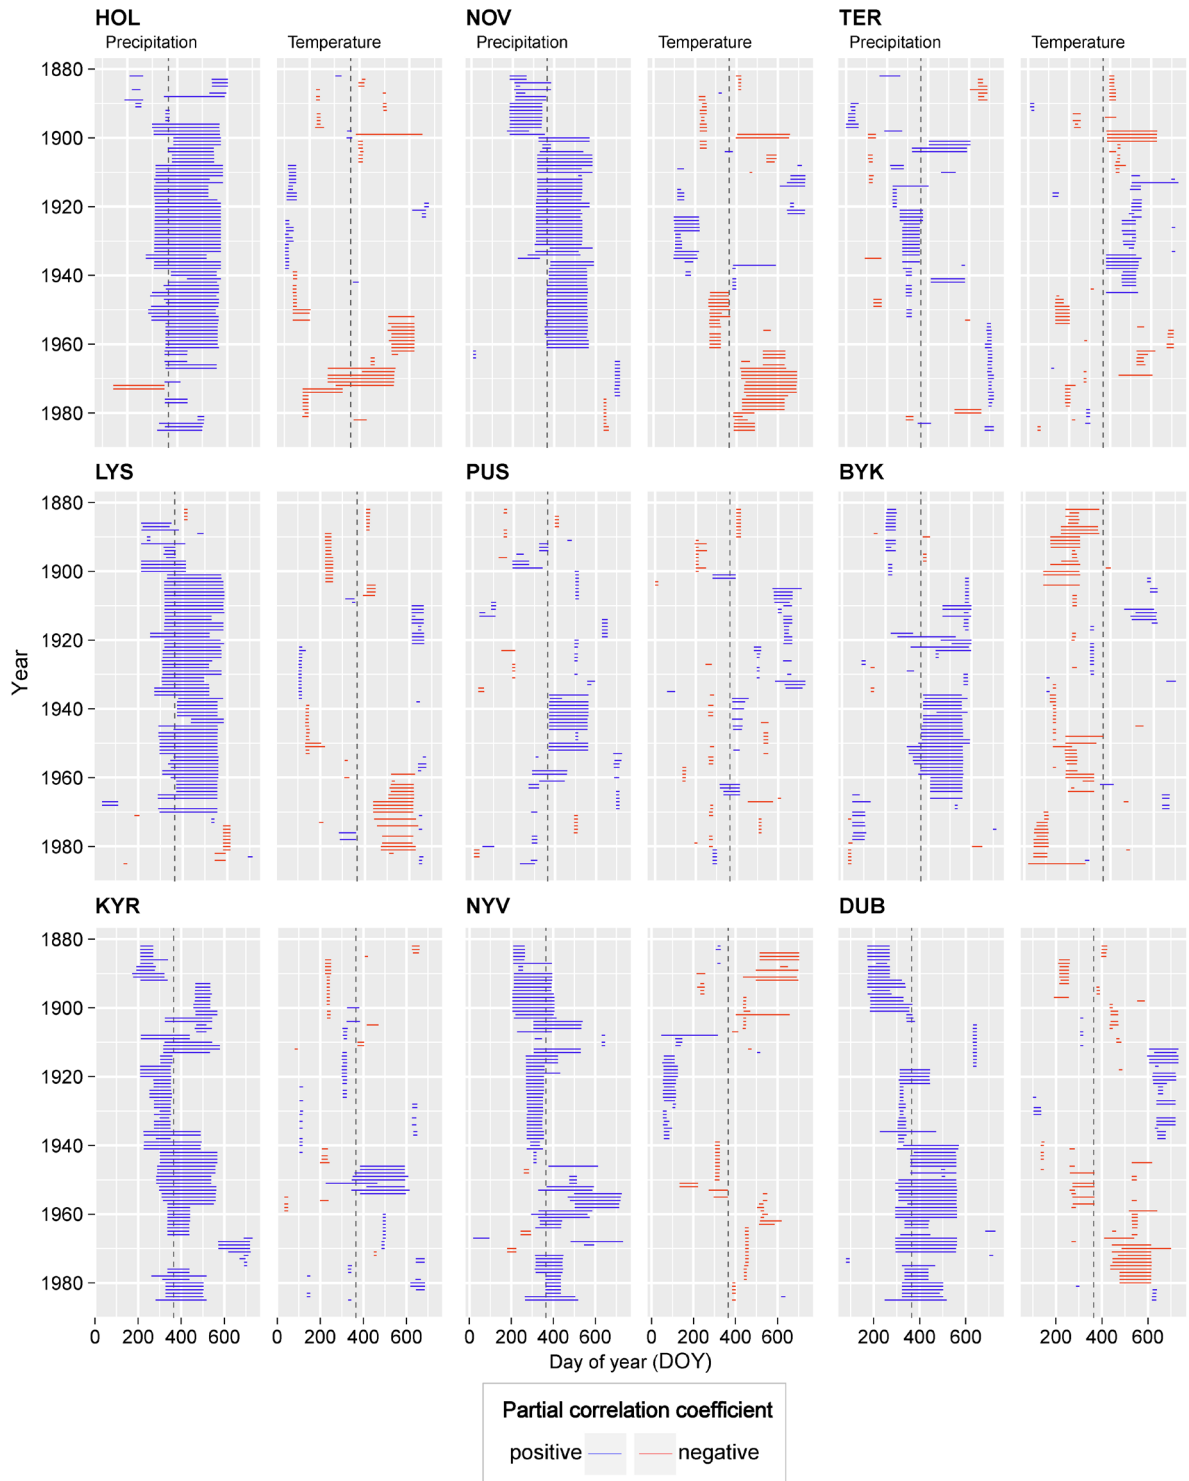 HOL NOV TER
Precipitation Temperature Precipitation Temperature Precipitation Temperature
1880
1900
1920
1940
1960
1980
LYS PUS BYK
1880
1900
1920
1940
1960
1980
Year
KYR NYV DUB
1880
1900
1920
1940
1960
1980
0 200 400 600 0 200 400 600 0 200 400 600 0 200 400 600 200 400 600 200 400 600
Day of year (DOY)
Partial correlation coefficient
positive negative